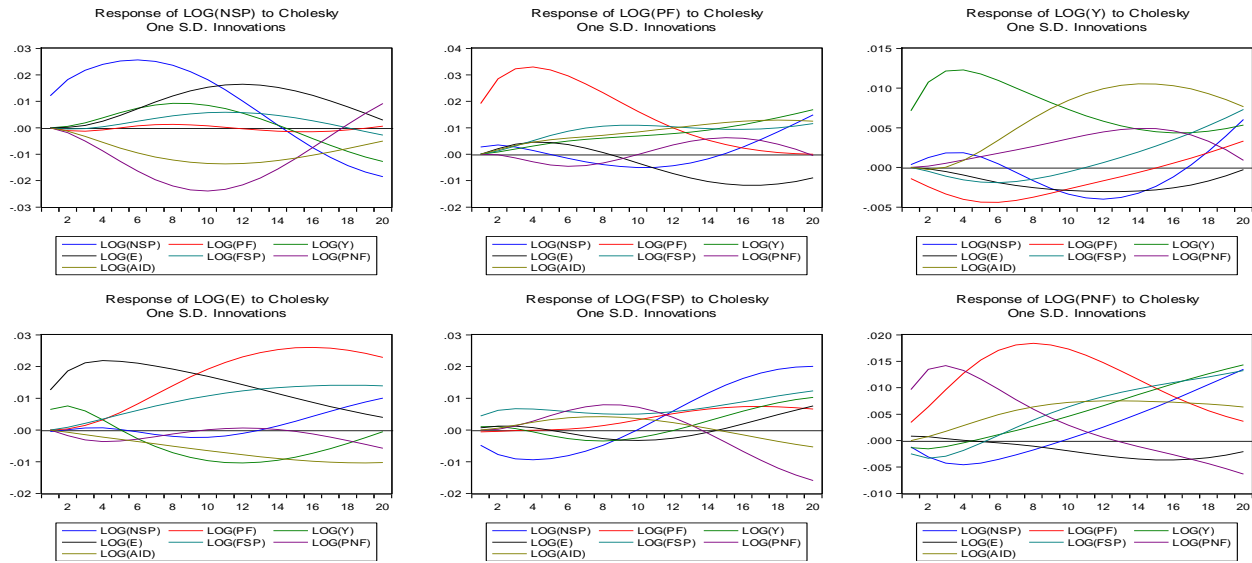 Response of LOG(NSP) to Cholesky
One S.D. Innovations
.03
.02
.01
.00
-.01
-.02
-.03
2 4 6 8 10 12 14 16 18 20
LOG(NSP) LOG(PF) LOG(Y)
LOG(E) LOG(FSP) LOG(PNF)
LOG(AID)
Response of LOG(PF) to Cholesky
One S.D. Innovations
.04
.03
.02
.01
.00
-.01
-.02
2 4 6 8 10 12 14 16 18 20
LOG(NSP) LOG(PF) LOG(Y)
LOG(E) LOG(FSP) LOG(PNF)
LOG(AID)
Response of LOG(Y) to Cholesky
One S.D. Innovations
.015
.010
.005
.000
-.005
2 4 6 8 10 12 14 16 18 20
LOG(NSP) LOG(PF) LOG(Y)
LOG(E) LOG(FSP) LOG(PNF)
LOG(AID)
Response of LOG(E) to Cholesky
One S.D. Innovations
.03
.02
.01
.00
-.01
-.02
2 4 6 8 10 12 14 16 18 20
LOG(NSP) LOG(PF) LOG(Y)
LOG(E) LOG(FSP) LOG(PNF)
LOG(AID)
Response of LOG(FSP) to Cholesky
One S.D. Innovations
.03
.02
.01
.00
-.01
-.02
2 4 6 8 10 12 14 16 18 20
LOG(NSP) LOG(PF) LOG(Y)
LOG(E) LOG(FSP) LOG(PNF)
LOG(AID)
Response of LOG(PNF) to Cholesky
One S.D. Innovations
.020
.015
.010
.005
.000
-.005
-.010
2 4 6 8 10 12 14 16 18 20
LOG(NSP) LOG(PF) LOG(Y)
LOG(E) LOG(FSP) LOG(PNF)
LOG(AID)